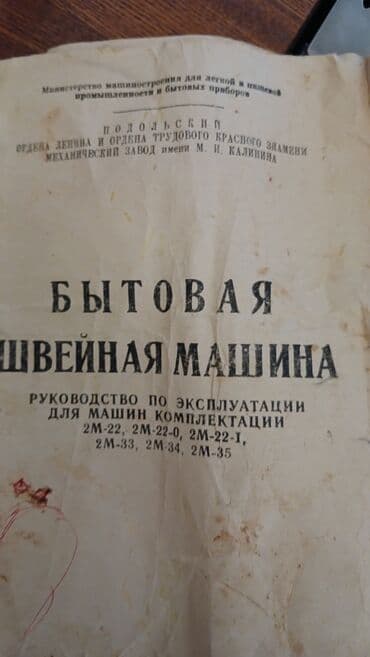 Министерство машиностроения для легкой и пищевой
промышленности и бытовых приборов
ПОДОЛЬСКИЙ
ОРДЕНА ЛЕНИНА И ОРДЕНА ТРУДОВОГО КРАСНОГО ЗНАМЕНИ
МЕХАНИЧЕСКИЙ ЗАВОД имени М. И. КАЛИНИНА
БЫТОВАЯ
ШВЕЙНАЯ МАШИНА
РУКОВОДСТВО ПО ЭКСПЛУАТАЦИИ
ДЛЯ МАШИН КОМПЛЕКТАЦИИ
2М-22, 2М-22-0, 2М-22-1,
2М-33, 2М-34, 2М-35